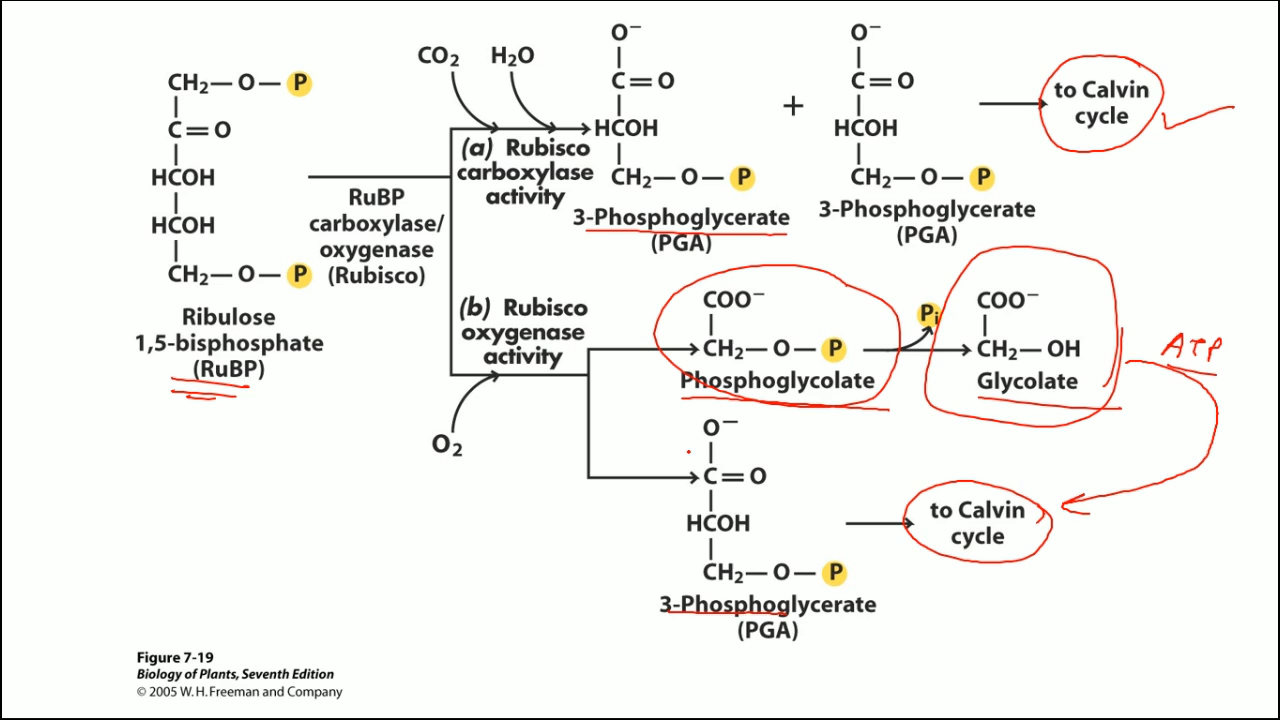 CH₂—O—P
C=O
HCOH
HCOH
CH₂—O—P
Ribulose
1,5-bisphosphate
(RuBP)
RuBP
carboxylase/
oxygenase
(Rubisco)
CO₂
H₂O
(a) Rubisco
carboxylase
activity
O⁻
C=O
HCOH
CH₂—O—P
3-Phosphoglycerate
(PGA)
+
O⁻
C=O
HCOH
CH₂—O—P
3-Phosphoglycerate
(PGA)
to Calvin
cycle
(b) Rubisco
oxygenase
activity
O₂
COO⁻
CH₂—O—P
Phosphoglycolate
Pᵢ
COO⁻
CH₂—OH
Glycolate
ATP
O⁻
C=O
HCOH
CH₂—O—P
3-Phosphoglycerate
(PGA)
to Calvin
cycle
Figure 7-19
Biology of Plants, Seventh Edition
© 2005 W. H. Freeman and Company